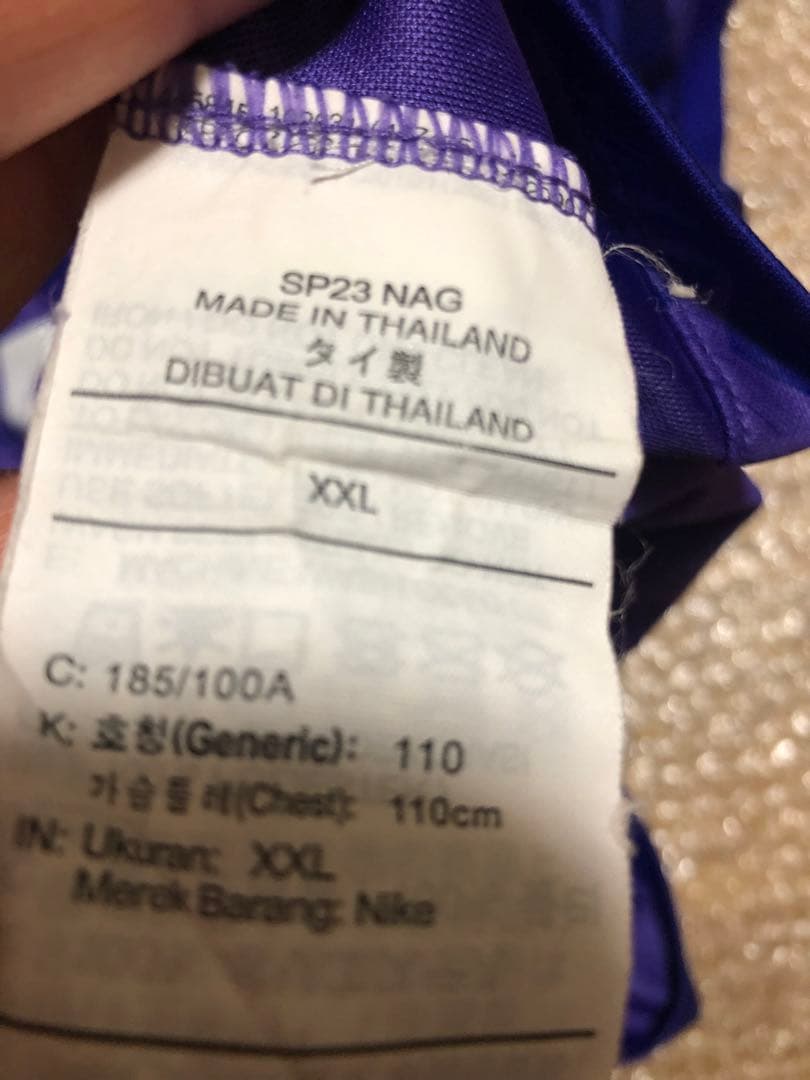 SP23 NAG
MADE IN THAILAND
タイ製
DIBUAT DI THAILAND
XXL
C: 185/100A
K: 호칭(Generic): 110
가슴둘레(Chest): 110cm
IN: Ukuran: XXL
Merek Barang: Nike